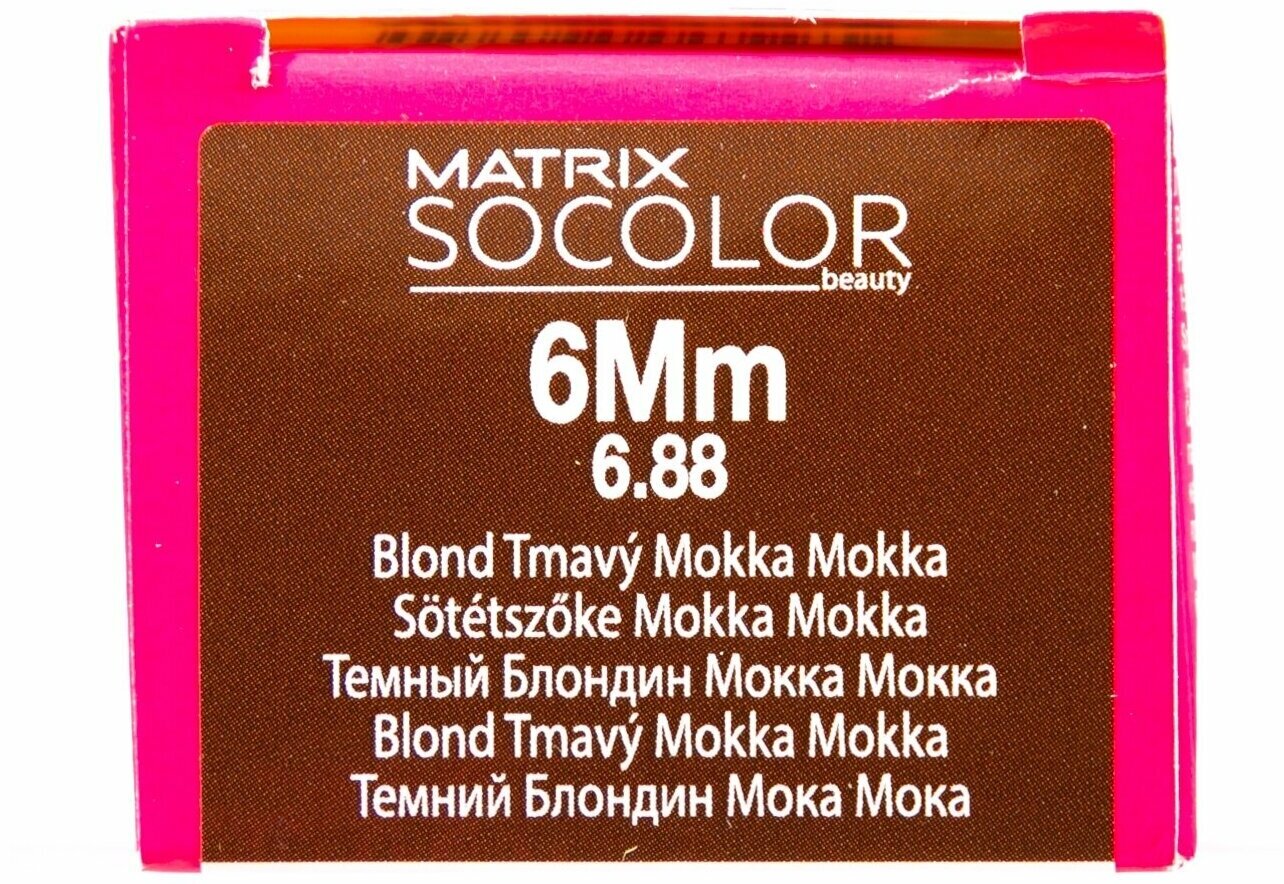 MATRIX
SOCOLOR
beauty
6Mm
6.88
Blond Tmavý Mokka Mokka
Sötétszőke Mokka Mokka
Темный Блондин Мокка Мокка
Blond Tmavý Mokka Mokka
Темний Блондин Мока Мока